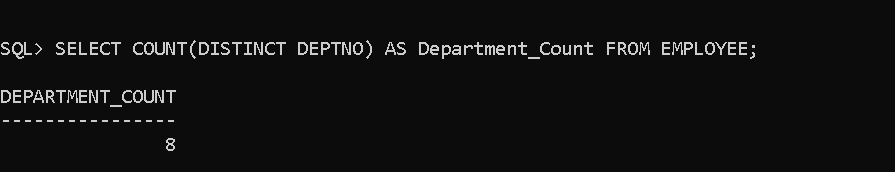 SQL> SELECT COUNT(DISTINCT DEPTNO) AS Department_Count FROM EMPLOYEE;
DEPARTMENT_COUNT
----------------
8